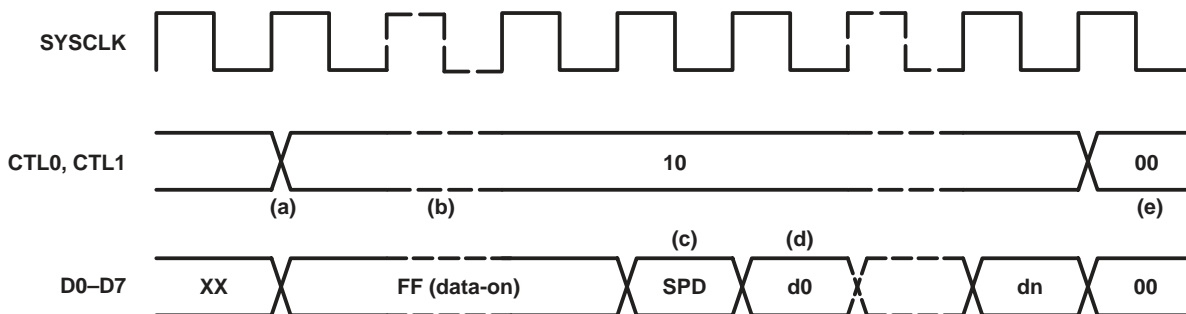 SYSCLK
CTL0, CTL1
10
00
(a)
(b)
(e)
(c)
(d)
D0–D7
XX
FF (data-on)
SPD
d0
dn
00